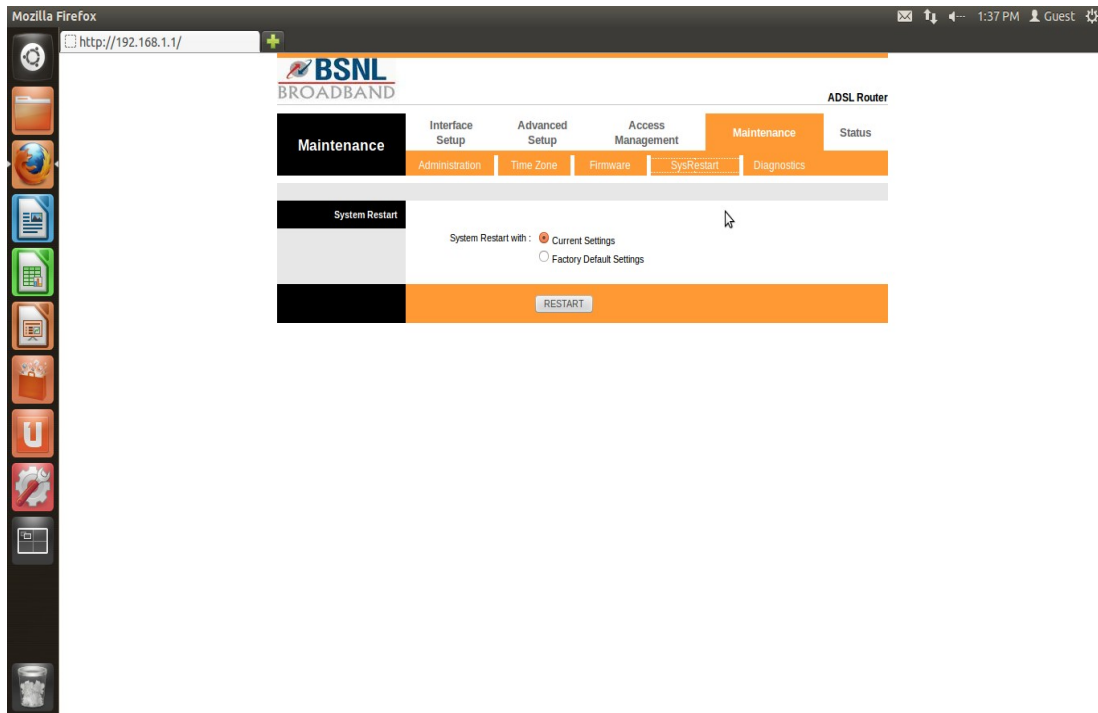 Mozilla Firefox
1:37 PM Guest
http://192.168.1.1/
BSNL
BROADBAND
ADSL Router
Maintenance
Interface Setup
Advanced Setup
Access Management
Maintenance
Status
Administration
Time Zone
Firmware
SysRestart
Diagnostics
System Restart
System Restart with :
Current Settings
Factory Default Settings
RESTART